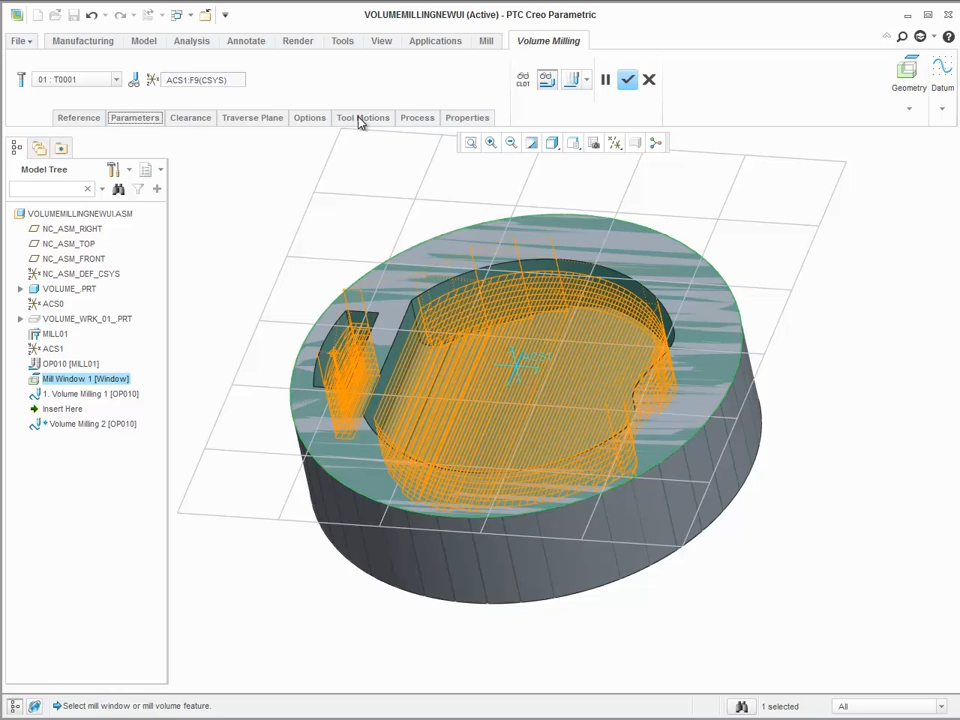 VOLUMEMILLINGNEWUI (Active) - PTC Creo Parametric
File Manufacturing Model Analysis Annotate Render Tools View Applications Mill Volume Milling
01 : T0001 ACS1:F9(CSYS) CLD1 Geometry Datum
Reference Parameters Clearance Traverse Plane Options Tool Motions Process Properties
Model Tree
VOLUMEMILLINGNEWUI.ASM
NC_ASM_RIGHT
NC_ASM_TOP
NC_ASM_FRONT
NC_ASM_DEF_CSYS
VOLUME_.PRT
ACS0
VOLUME_WRK_01_.PRT
MILL01
ACS1
OP010 [MILL01]
Mill Window 1 [Window]
1. Volume Milling 1 [OP010]
Insert Here
* Volume Milling 2 [OP010]
ACS1
Select mill window or mill volume feature.
1 selected
All